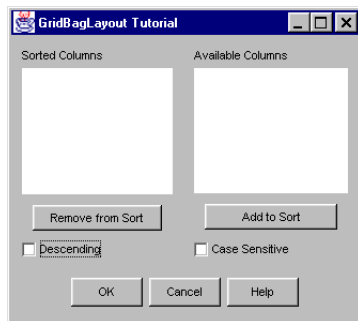 GridBagLayout Tutorial
Sorted Columns Available Columns
Remove from Sort Add to Sort
Descending Case Sensitive
OK Cancel Help